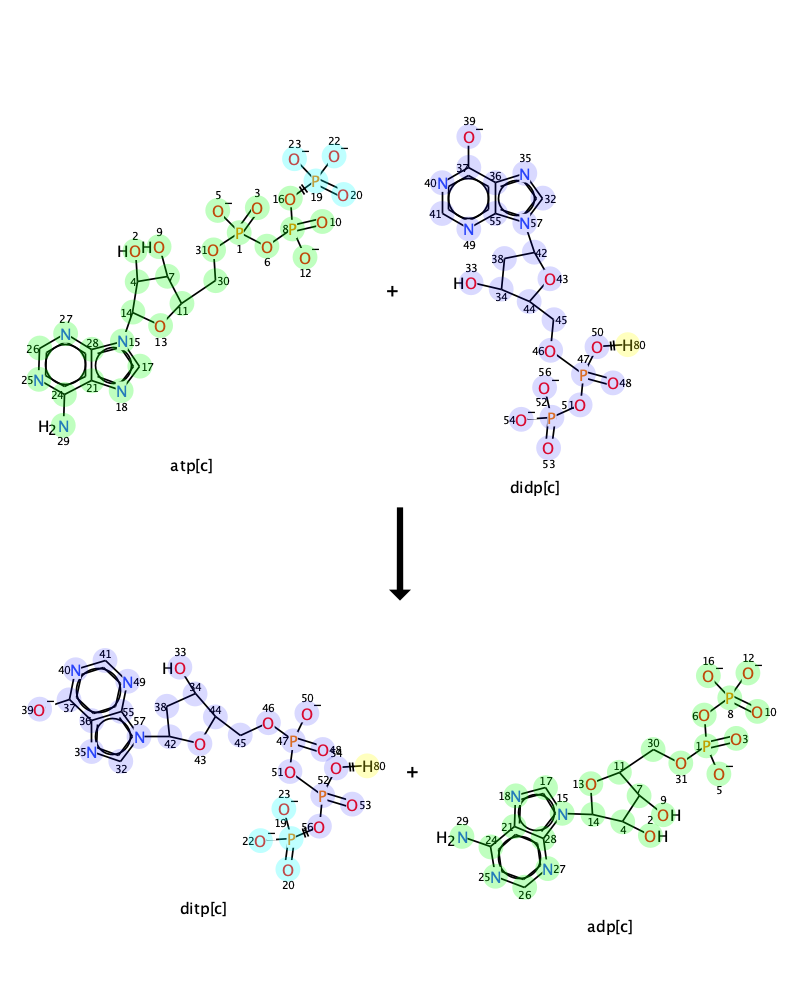 39
O−
23
22
O−
O−
37
35
N
40
N
36
P
19
O
20
5
3
16
O
32
O−
O
41
8
P
O
10
N
57
49
N
55
2
9
HO
HO
31
O
P
1
O
6
O−
12
38
42
33
HO
O
43
4
7
30
34
44
+
14
11
O
13
45
27
N
28
N
15
26
17
25
N
24
21
N
18
46
O
50
O
H
80
47
P
O
48
56
O−
52
54
O−
P
51
O
O
53
H₂N
29
atp[c]
didp[c]
41
33
HO
40
N
N
49
34
39
O−
37
38
44
46
O
50
O−
36
55
57
N
35
N
32
42
O
43
45
47
P
O
48
54
O
H
80
51
O
52
P
O
53
23
O−
19
22
O−
P
56
O
O
20
ditp[c]
+
16
O−
12
O−
6
O
P
8
O
10
30
1
P
O
3
O
31
O−
5
11
13
O
17
18
N
15
N
7
9
OH
14
4
2
OH
29
H₂N
21
24
28
25
N
N
27
26
adp[c]